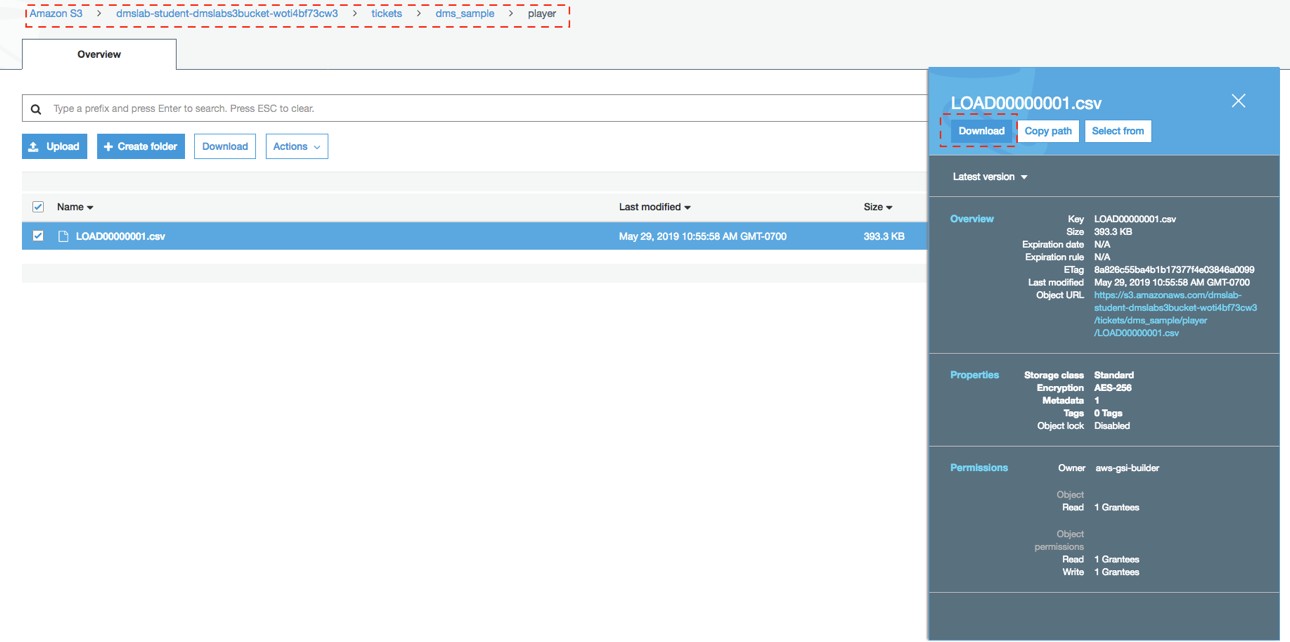 Amazon S3 > dmslab-student-dmslabs3bucket-woti4bf73cw3 > tickets > dms_sample > player
Overview
Type a prefix and press Enter to search. Press ESC to clear.
Upload + Create folder Download Actions
Name Last modified Size
LOAD00000001.csv May 29, 2019 10:55:58 AM GMT-0700 393.3 KB
LOAD00000001.csv
Download Copy path Select from
Latest version
Overview Key LOAD00000001.csv
Size 393.3 KB
Expiration date N/A
Expiration rule N/A
ETag 8a826c55ba4b1b17377f4e03846a0099
Last modified May 29, 2019 10:55:58 AM GMT-0700
Object URL https://s3.amazonaws.com/dmslab-
student-dmslabs3bucket-woti4bf73cw3
/tickets/dms_sample/player
/LOAD00000001.csv
Properties Storage class Standard
Encryption AES-256
Metadata 1
Tags 0 Tags
Object lock Disabled
Permissions Owner aws-gsi-builder
Object
Read 1 Grantees
Object
permissions
Read 1 Grantees
Write 1 Grantees